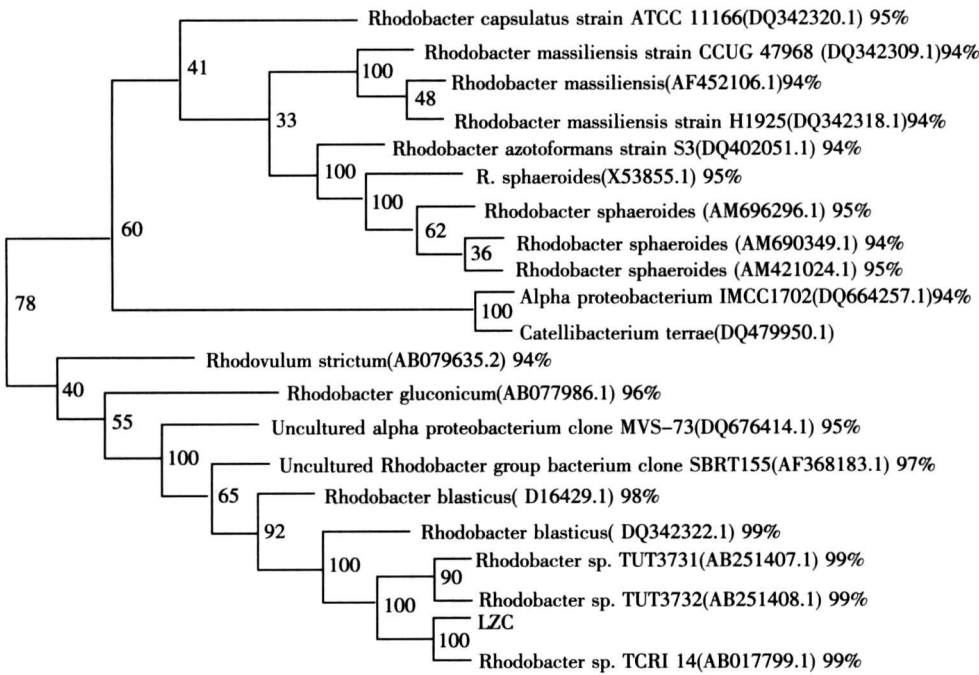 Rhodobacter capsulatus strain ATCC 11166(DQ342320.1) 95%
Rhodobacter massiliensis strain CCUG 47968 (DQ342309.1)94%
41
100
Rhodobacter massiliensis(AF452106.1)94%
48
33
Rhodobacter massiliensis strain H1925(DQ342318.1)94%
Rhodobacter azotoformans strain S3(DQ402051.1) 94%
100
R. sphaeroides(X53855.1) 95%
100
Rhodobacter sphaeroides (AM696296.1) 95%
60
62
Rhodobacter sphaeroides (AM690349.1) 94%
36
Rhodobacter sphaeroides (AM421024.1) 95%
78
Alpha proteobacterium IMCC1702(DQ664257.1)94%
100
Catellibacterium terrae(DQ479950.1)
Rhodovulum strictum(AB079635.2) 94%
40
Rhodobacter gluconicum(AB077986.1) 96%
55
Uncultured alpha proteobacterium clone MVS-73(DQ676414.1) 95%
100
Uncultured Rhodobacter group bacterium clone SBRT155(AF368183.1) 97%
65
Rhodobacter blasticus( D16429.1) 98%
92
Rhodobacter blasticus( DQ342322.1) 99%
100
Rhodobacter sp. TUT3731(AB251407.1) 99%
90
Rhodobacter sp. TUT3732(AB251408.1) 99%
100
LZC
100
Rhodobacter sp. TCRI 14(AB017799.1) 99%